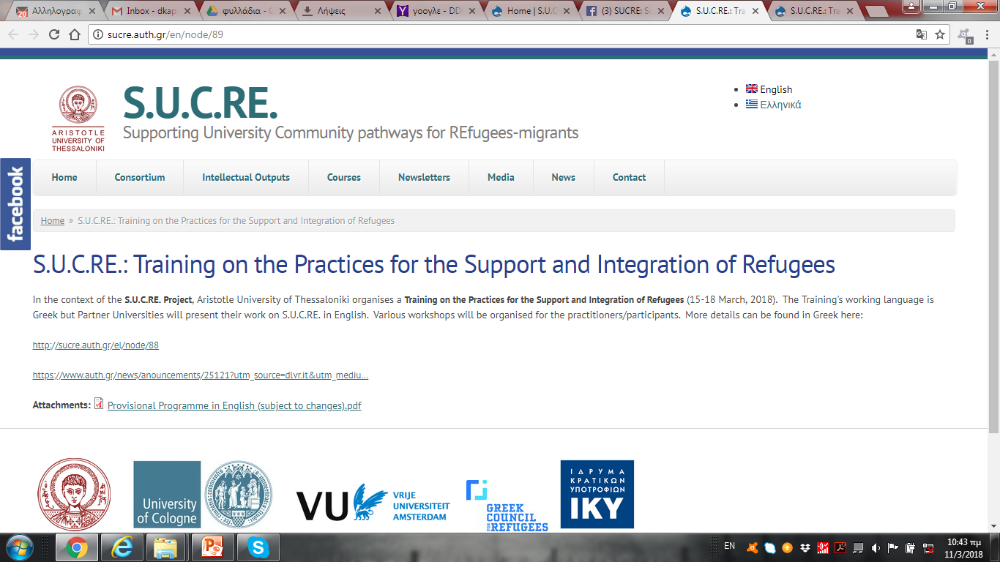 Αλληλογραφ
Inbox - dkap
φυλλάδια - G
Λήψεις
γοογλε - DD
Home | S.U.C
(3) SUCRE: Su
S.U.C.RE.: Tra
S.U.C.RE.: Tra
sucre.auth.gr/en/node/89
0
S.U.C.RE.
Supporting University Community pathways for REfugees-migrants
ARISTOTLE
UNIVERSITY OF
THESSALONIKI
English
Ελληνικά
facebook
Home Consortium Intellectual Outputs Courses Newsletters Media News Contact
Home » S.U.C.RE.: Training on the Practices for the Support and Integration of Refugees
S.U.C.RE.: Training on the Practices for the Support and Integration of Refugees
In the context of the S.U.C.RE. Project, Aristotle University of Thessaloniki organises a Training on the Practices for the Support and Integration of Refugees (15-18 March, 2018). The Training's working language is
Greek but Partner Universities will present their work on S.U.C.RE. in English. Various workshops will be organised for the practitioners/participants. More details can be found in Greek here:
http://sucre.auth.gr/el/node/88
https://www.auth.gr/news/anouncements/25121?utm_source=dlvr.it&utm_mediu...
Attachments: Provisional Programme in English (subject to changes).pdf
University
of Cologne
VU
VRIJE
UNIVERSITEIT
AMSTERDAM
GREEK
COUNCIL
FOR REFUGEES
ΙΔΡΥΜΑ
ΚΡΑΤΙΚΩΝ
ΥΠΟΤΡΟΦΙΩΝ
IKY
EN
10:43 πμ
11/3/2018